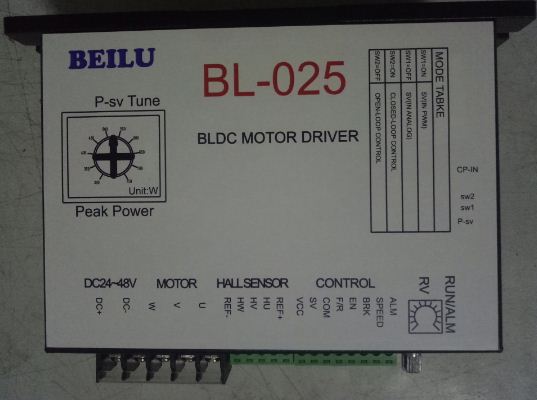 BEILU
BL-025
P-sv Tune
Unit:W
Peak Power
BLDC MOTOR DRIVER
MODE TABKE
SW1=ON SV(IN PWM)
SW1=OFF SV(IN ANALOG)
SW2=ON CLOSED-LOOP CONTROL
SW2=OFF OPEN-LOOP CONTROL
CP-IN
sw2
sw1
P-sv
DC24~48V MOTOR HALLSENSOR CONTROL
DC+ DC- W V U REF- HW HV HU REF+ VCC SV COM F/R EN BRK SPEED ALM
RV
RUN/ALM